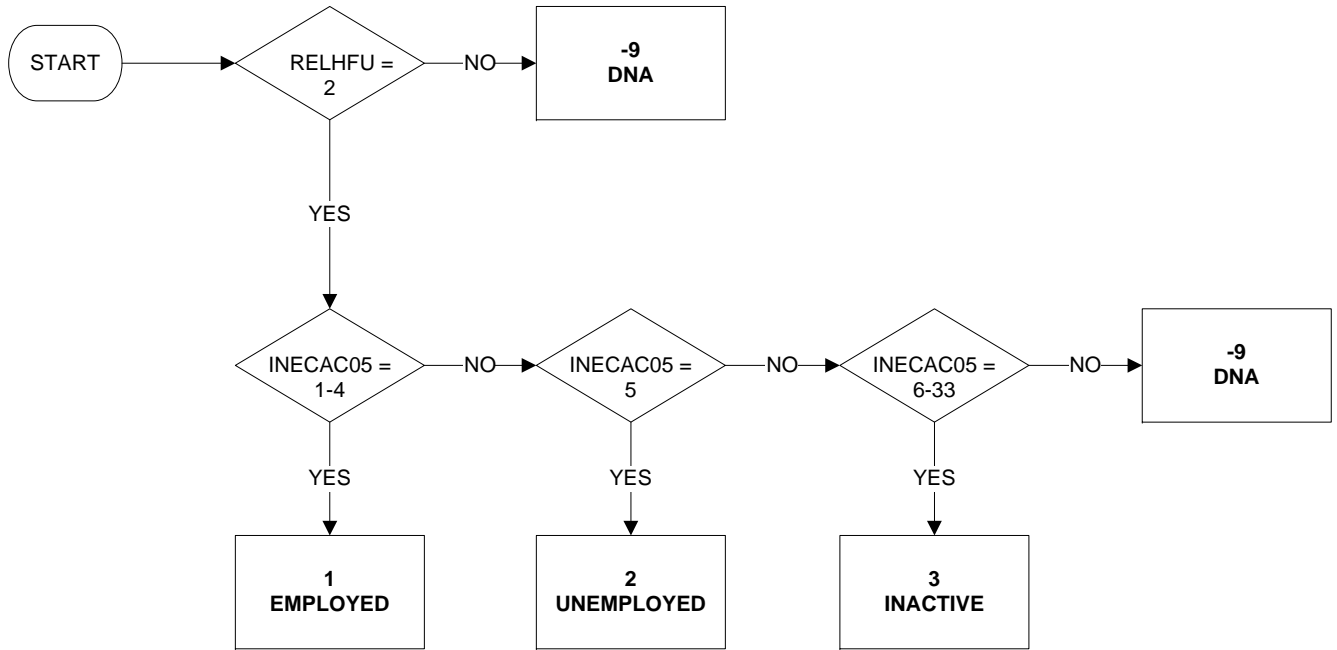 START
RELHFU =
2
NO
-9
DNA
YES
INECAC05 =
1-4
NO
INECAC05 =
5
NO
INECAC05 =
6-33
NO
-9
DNA
YES
YES
YES
1
EMPLOYED
2
UNEMPLOYED
3
INACTIVE